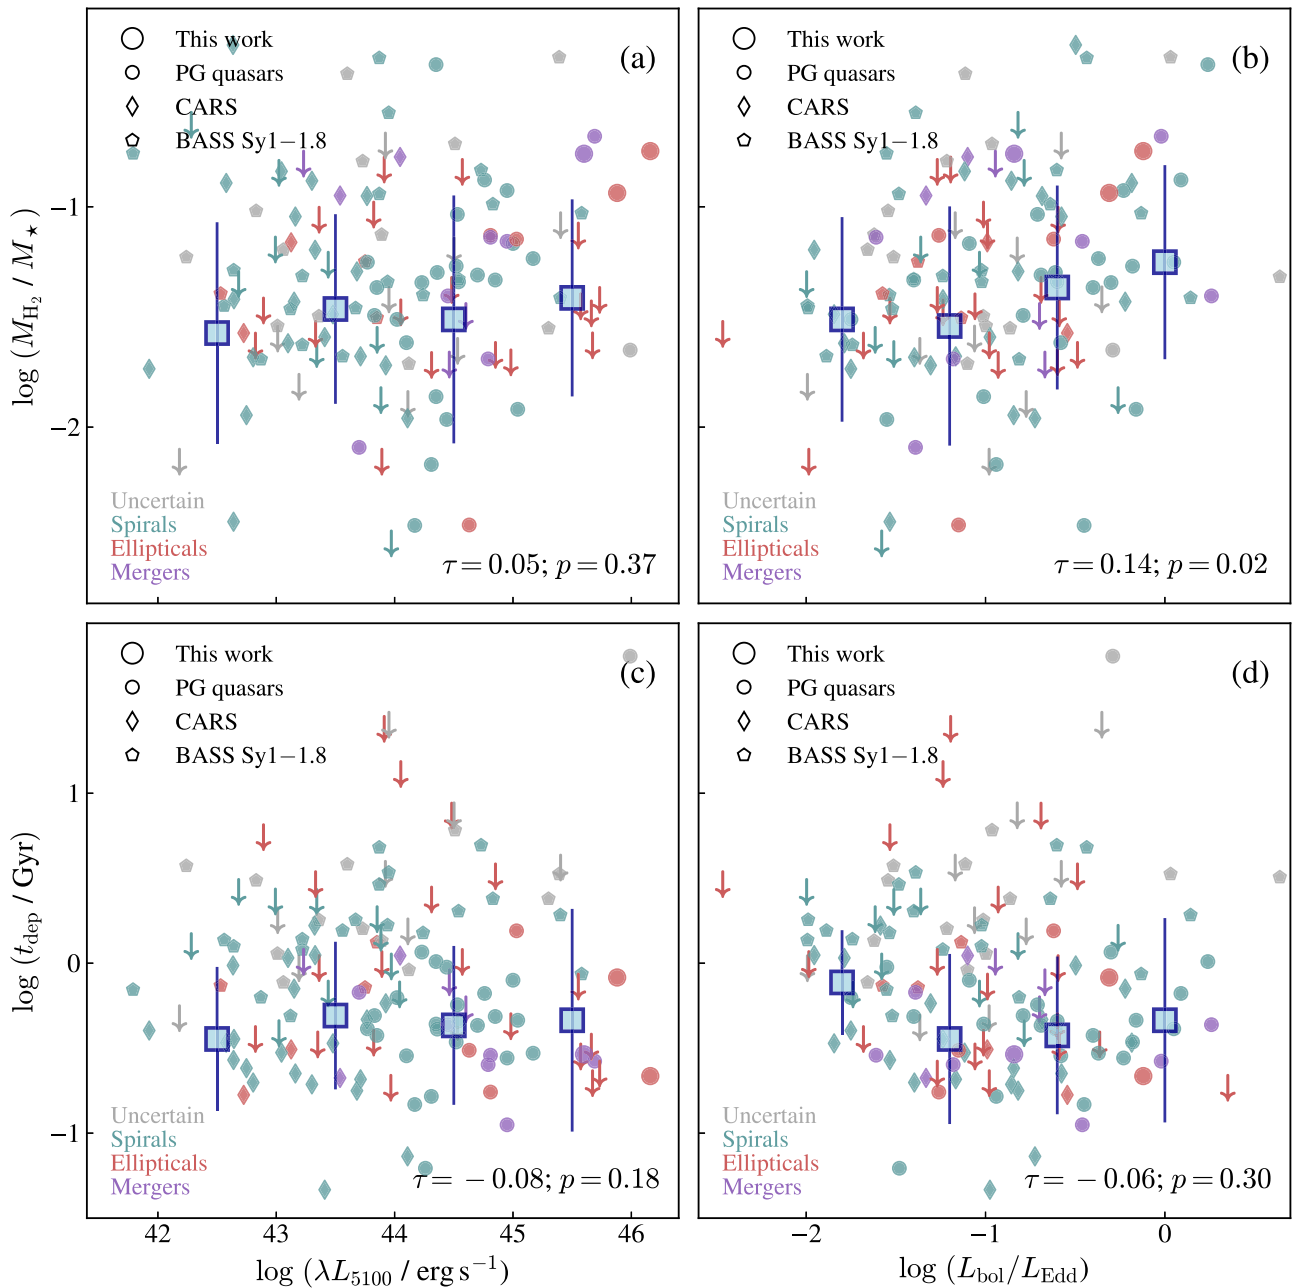 This work
PG quasars
CARS
BASS Sy1−1.8
(a)
−1
−2
log (M_H₂ / M_★)
Uncertain
Spirals
Ellipticals
Mergers
τ = 0.05; p = 0.37
This work
PG quasars
CARS
BASS Sy1−1.8
(b)
Uncertain
Spirals
Ellipticals
Mergers
τ = 0.14; p = 0.02
This work
PG quasars
CARS
BASS Sy1−1.8
(c)
1
0
−1
log (t_dep / Gyr)
Uncertain
Spirals
Ellipticals
Mergers
τ = −0.08; p = 0.18
42 43 44 45 46
log (λL₅₁₀₀ / erg s⁻¹)
This work
PG quasars
CARS
BASS Sy1−1.8
(d)
Uncertain
Spirals
Ellipticals
Mergers
τ = −0.06; p = 0.30
−2 −1 0
log (L_bol/L_Edd)